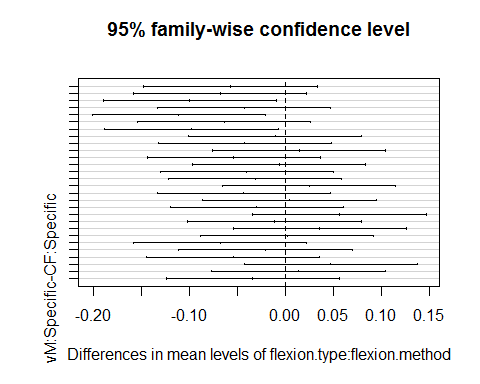 95% family-wise confidence level
vM:Specific-CF:Specific
-0.20 -0.10 0.00 0.05 0.10 0.15
Differences in mean levels of flexion.type:flexion.method